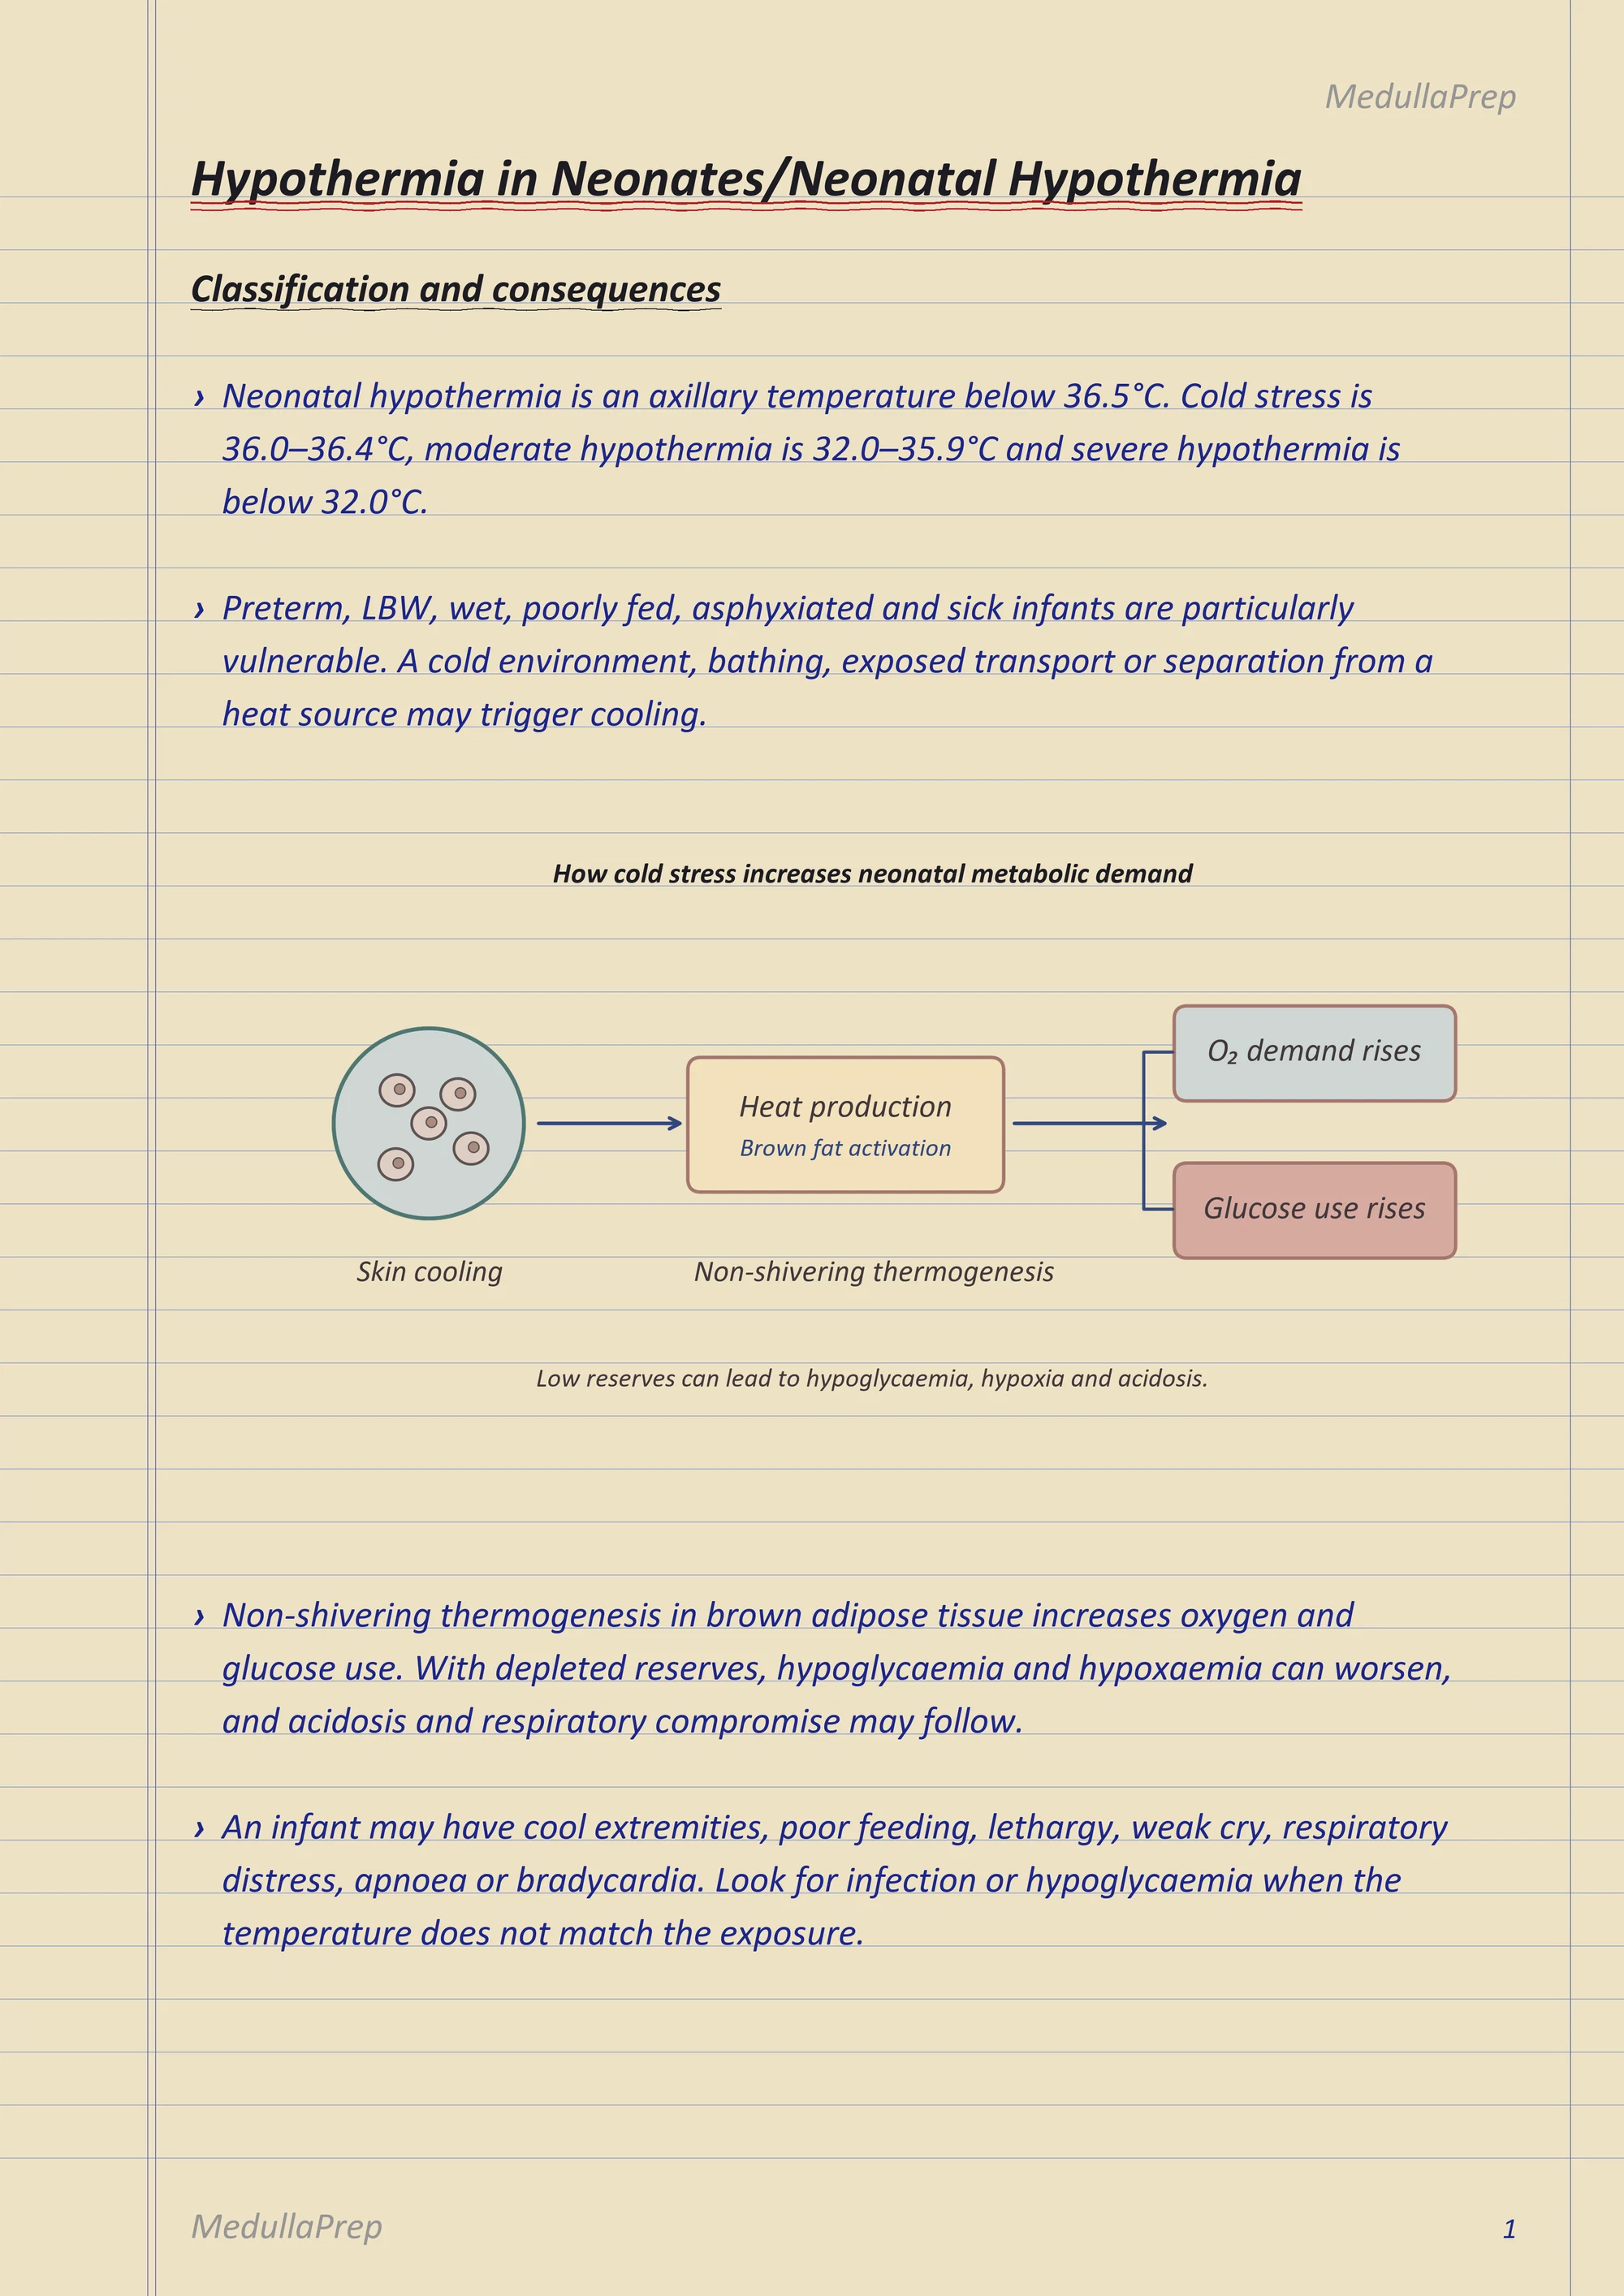 MedullaPrep
Hypothermia in Neonates/Neonatal Hypothermia
Classification and consequences
› Neonatal hypothermia is an axillary temperature below 36.5°C. Cold stress is
36.0–36.4°C, moderate hypothermia is 32.0–35.9°C and severe hypothermia is
below 32.0°C.
› Preterm, LBW, wet, poorly fed, asphyxiated and sick infants are particularly
vulnerable. A cold environment, bathing, exposed transport or separation from a
heat source may trigger cooling.
How cold stress increases neonatal metabolic demand
O₂ demand rises
Heat production
Brown fat activation
Glucose use rises
Skin cooling
Non-shivering thermogenesis
Low reserves can lead to hypoglycaemia, hypoxia and acidosis.
› Non-shivering thermogenesis in brown adipose tissue increases oxygen and
glucose use. With depleted reserves, hypoglycaemia and hypoxaemia can worsen,
and acidosis and respiratory compromise may follow.
› An infant may have cool extremities, poor feeding, lethargy, weak cry, respiratory
distress, apnoea or bradycardia. Look for infection or hypoglycaemia when the
temperature does not match the exposure.
MedullaPrep
1